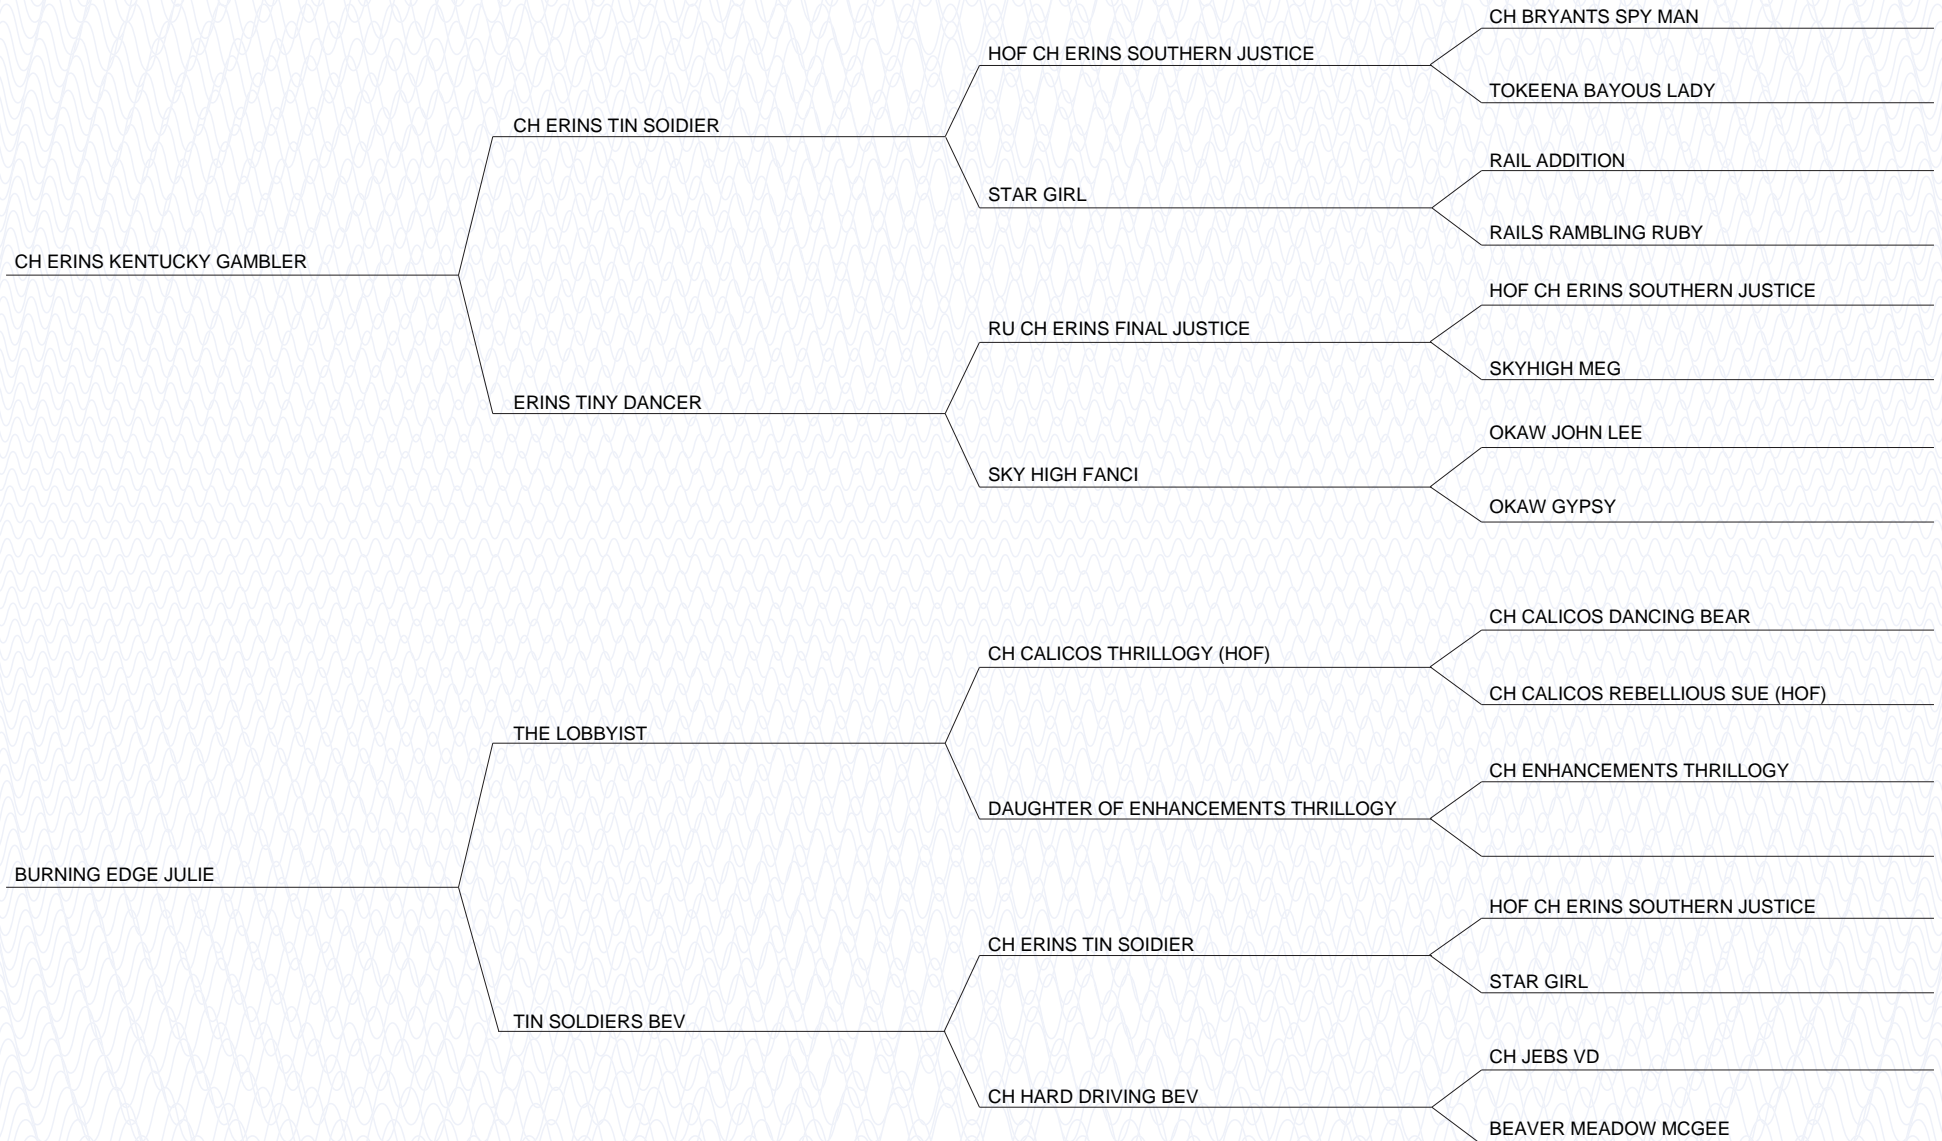 CH BRYANTS SPY MAN
HOF CH ERINS SOUTHERN JUSTICE
TOKEENA BAYOUS LADY
CH ERINS TIN SOIDIER
RAIL ADDITION
STAR GIRL
RAILS RAMBLING RUBY
CH ERINS KENTUCKY GAMBLER
HOF CH ERINS SOUTHERN JUSTICE
RU CH ERINS FINAL JUSTICE
SKYHIGH MEG
ERINS TINY DANCER
OKAW JOHN LEE
SKY HIGH FANCI
OKAW GYPSY
CH CALICOS DANCING BEAR
CH CALICOS THRILLOGY (HOF)
CH CALICOS REBELLIOUS SUE (HOF)
THE LOBBYIST
CH ENHANCEMENTS THRILLOGY
DAUGHTER OF ENHANCEMENTS THRILLOGY
BURNING EDGE JULIE
HOF CH ERINS SOUTHERN JUSTICE
CH ERINS TIN SOIDIER
STAR GIRL
TIN SOLDIERS BEV
CH JEBS VD
CH HARD DRIVING BEV
BEAVER MEADOW MCGEE